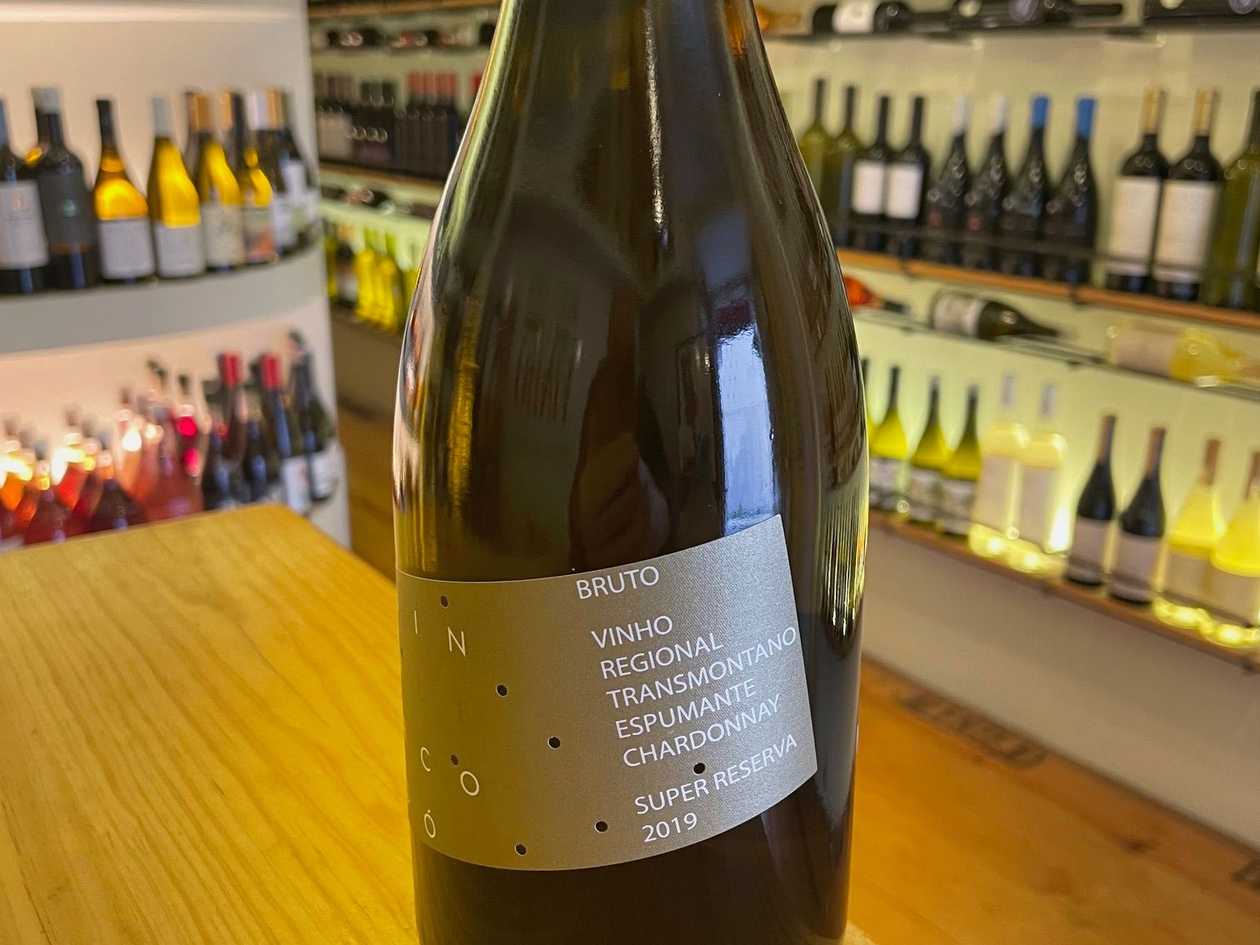 BRUTO
VINHO
REGIONAL
TRANSMONTANO
ESPUMANTE
CHARDONNAY
SUPER RESERVA
2019
I N
C O
Ó